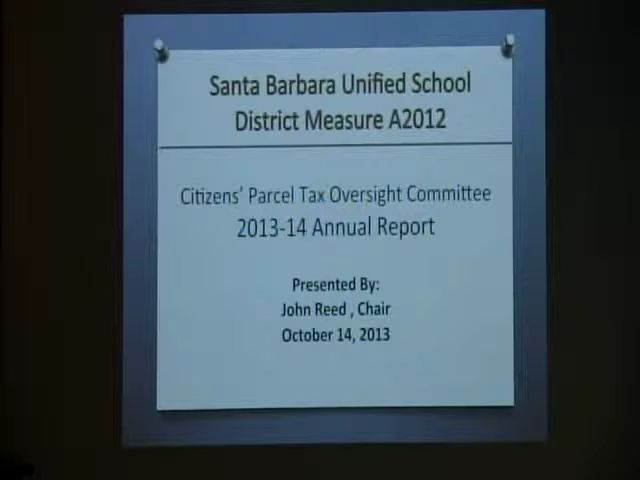 Santa Barbara Unified School
District Measure A2012
Citizens' Parcel Tax Oversight Committee
2013-14 Annual Report
Presented By:
John Reed , Chair
October 14, 2013